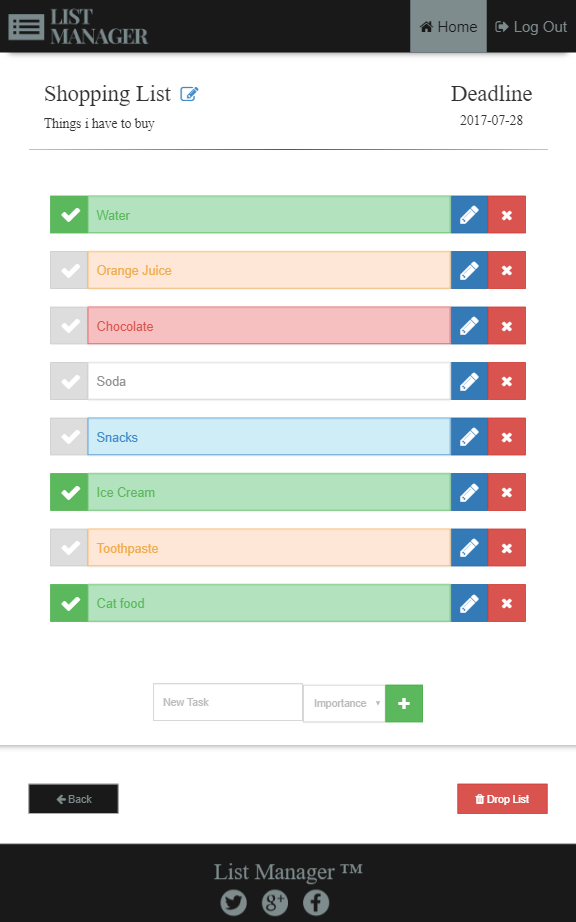 LIST
MANAGER
Home
Log Out
Shopping List
Deadline
Things i have to buy
2017-07-28
Water
Orange Juice
Chocolate
Soda
Snacks
Ice Cream
Toothpaste
Cat food
New Task
Importance
Back
Drop List
List Manager ™